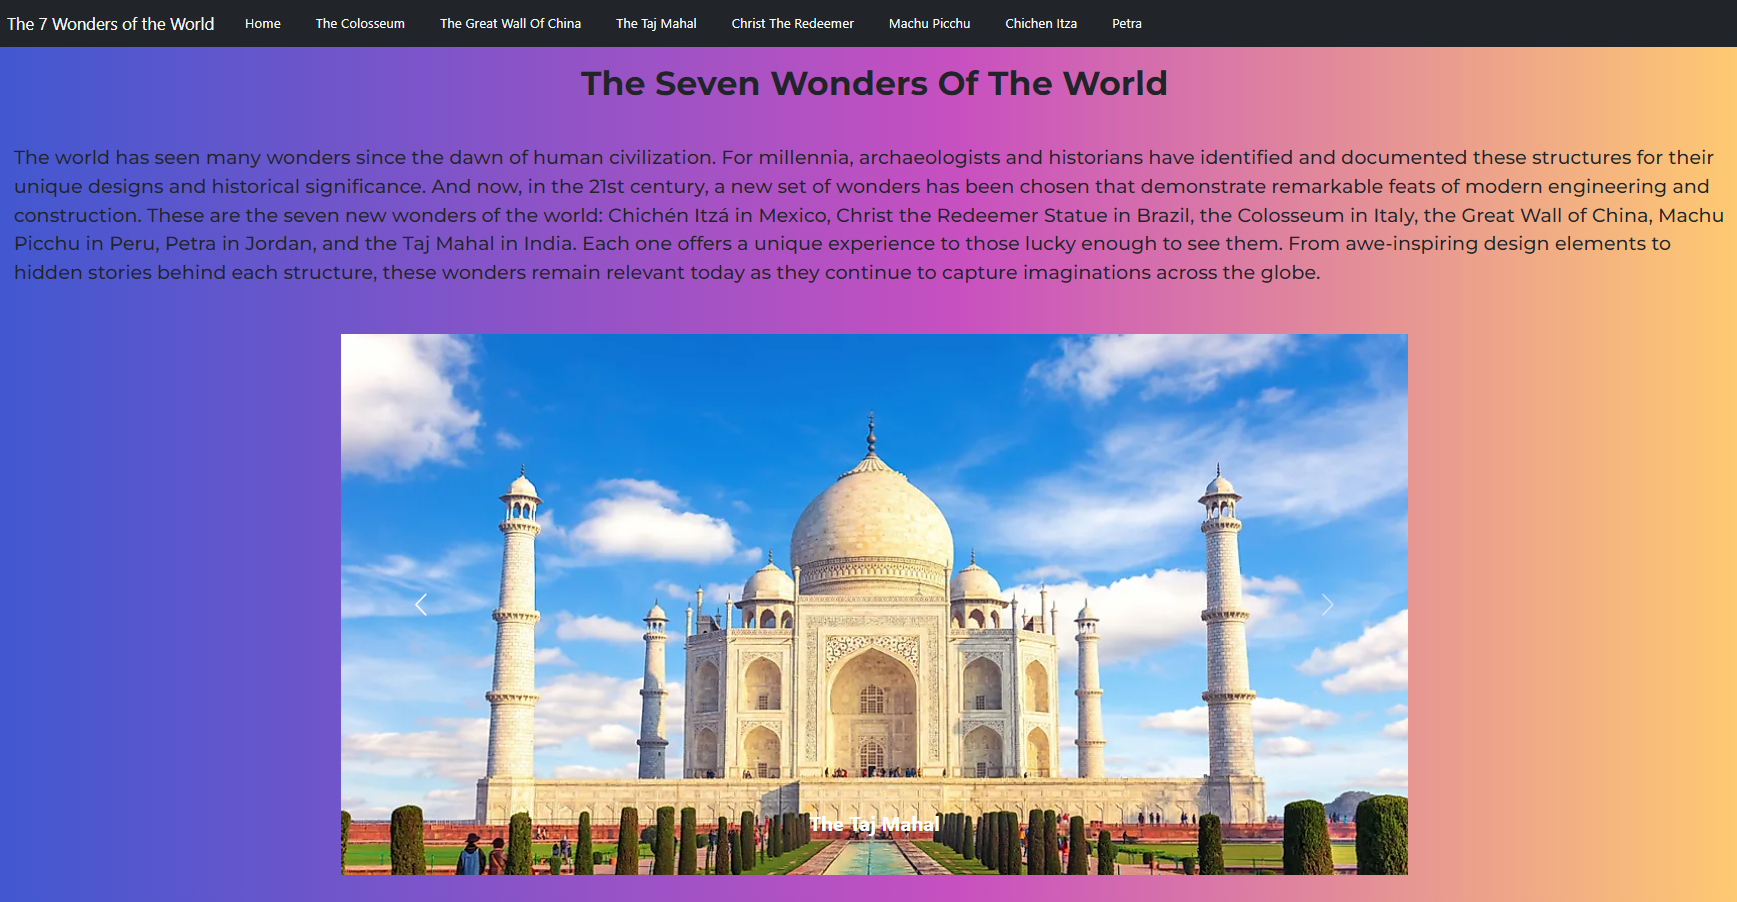 The 7 Wonders of the World Home The Colosseum The Great Wall Of China The Taj Mahal Christ The Redeemer Machu Picchu Chichen Itza Petra
The Seven Wonders Of The World
The world has seen many wonders since the dawn of human civilization. For millennia, archaeologists and historians have identified and documented these structures for their
unique designs and historical significance. And now, in the 21st century, a new set of wonders has been chosen that demonstrate remarkable feats of modern engineering and
construction. These are the seven new wonders of the world: Chichén Itzá in Mexico, Christ the Redeemer Statue in Brazil, the Colosseum in Italy, the Great Wall of China, Machu
Picchu in Peru, Petra in Jordan, and the Taj Mahal in India. Each one offers a unique experience to those lucky enough to see them. From awe-inspiring design elements to
hidden stories behind each structure, these wonders remain relevant today as they continue to capture imaginations across the globe.
The Taj Mahal